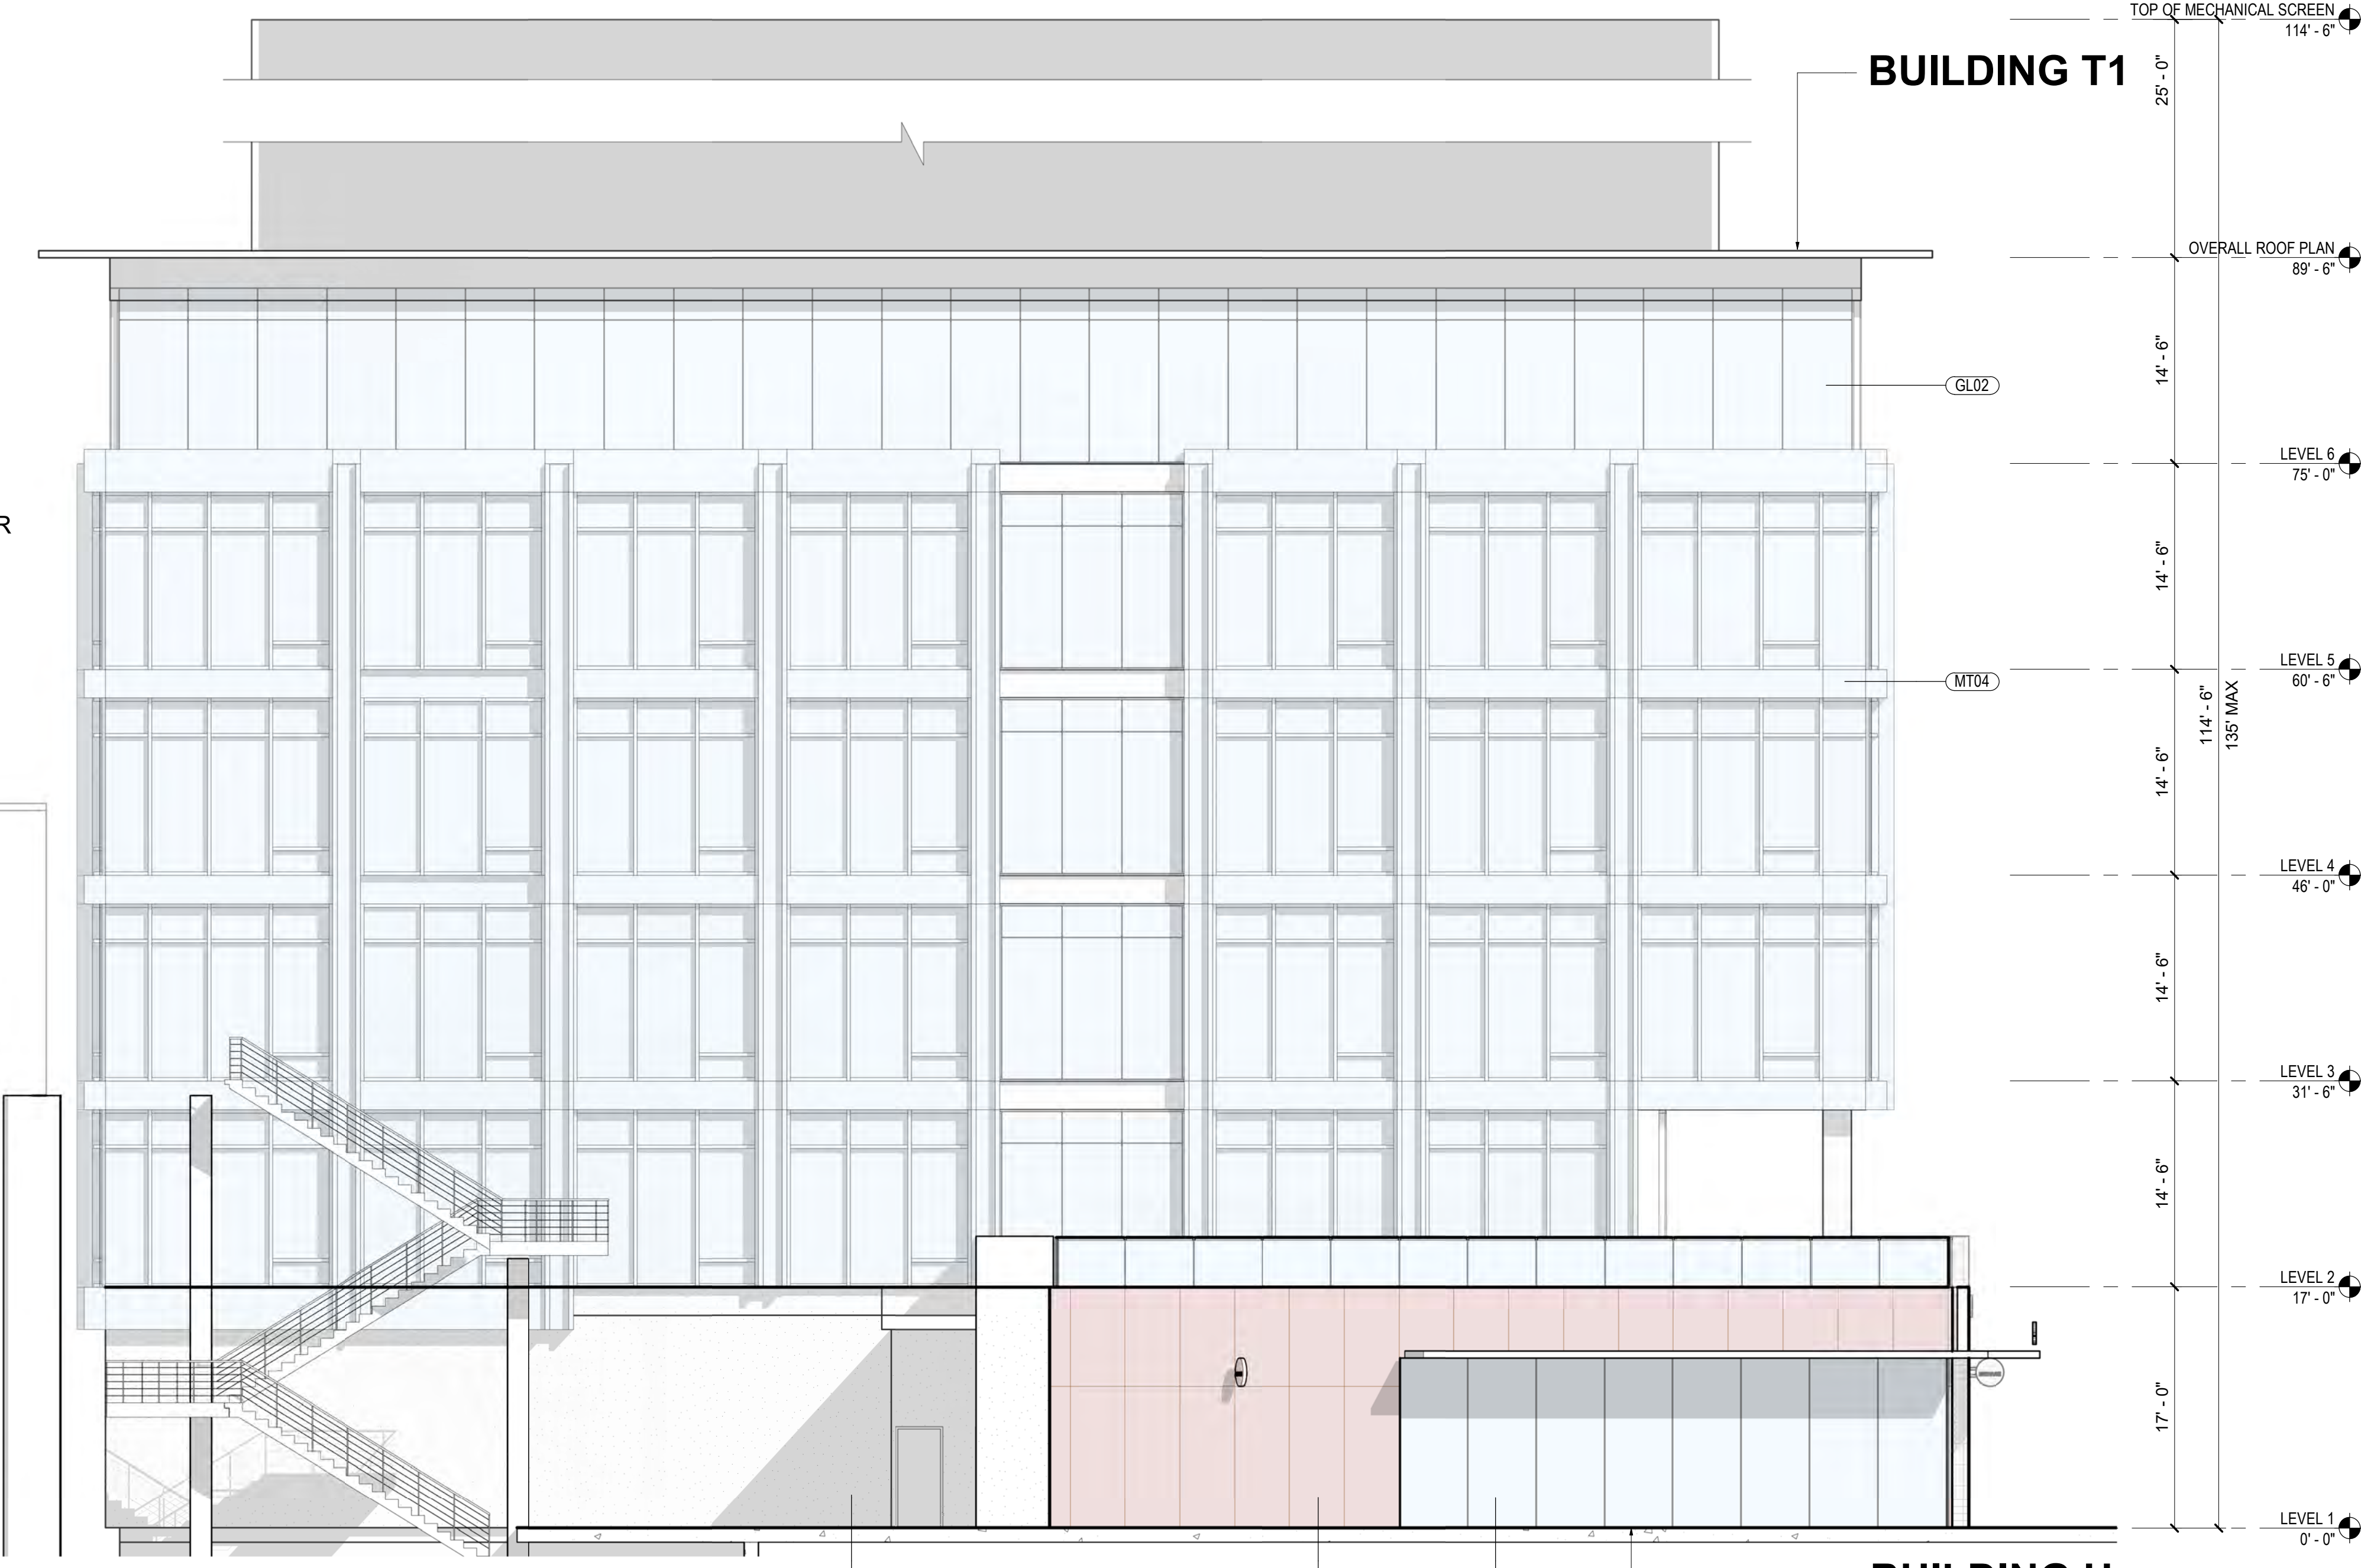 TOP OF MECHANICAL SCREEN
114' - 6"
BUILDING T1
25' - 0"
OVERALL ROOF PLAN
89' - 6"
14' - 6"
GL02
LEVEL 6
75' - 0"
R
14' - 6"
LEVEL 5
60' - 6"
MT04
114' - 6"
135' MAX
14' - 6"
LEVEL 4
46' - 0"
14' - 6"
LEVEL 3
31' - 6"
14' - 6"
LEVEL 2
17' - 0"
17' - 0"
LEVEL 1
0' - 0"